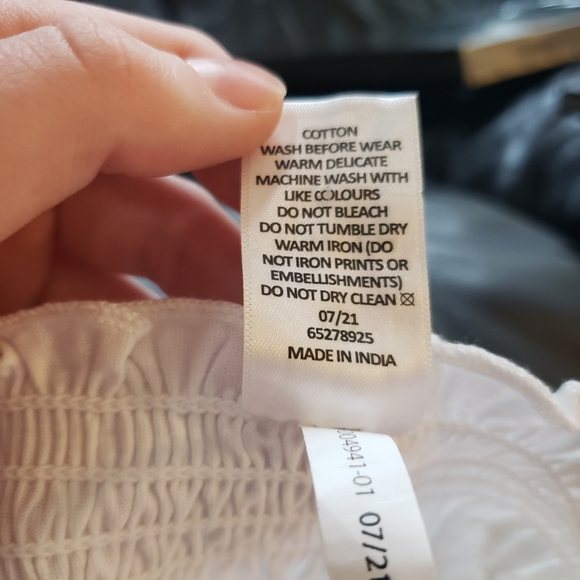 COTTON
WASH BEFORE WEAR
WARM DELICATE
MACHINE WASH WITH
LIKE COLOURS
DO NOT BLEACH
DO NOT TUMBLE DRY
WARM IRON (DO
NOT IRON PRINTS OR
EMBELLISHMENTS)
DO NOT DRY CLEAN
07/21
65278925
MADE IN INDIA
07/21